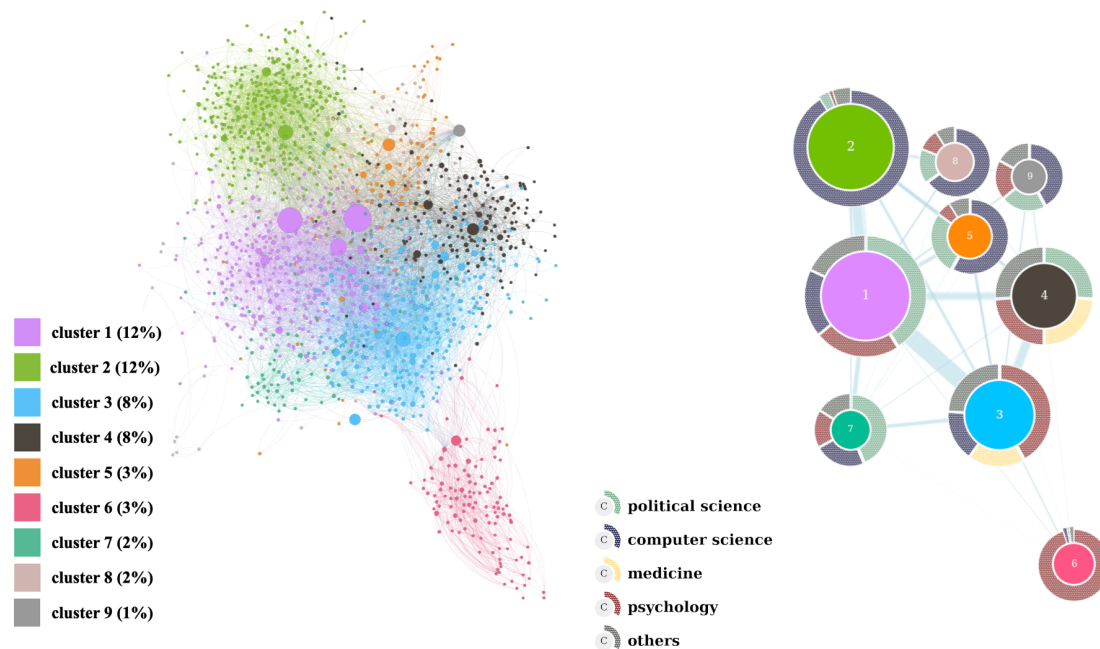 cluster 1 (12%)
cluster 2 (12%)
cluster 3 (8%)
cluster 4 (8%)
cluster 5 (3%)
cluster 6 (3%)
cluster 7 (2%)
cluster 8 (2%)
cluster 9 (1%)
2
8
9
5
1
4
3
7
6
C political science
C computer science
C medicine
C psychology
C others